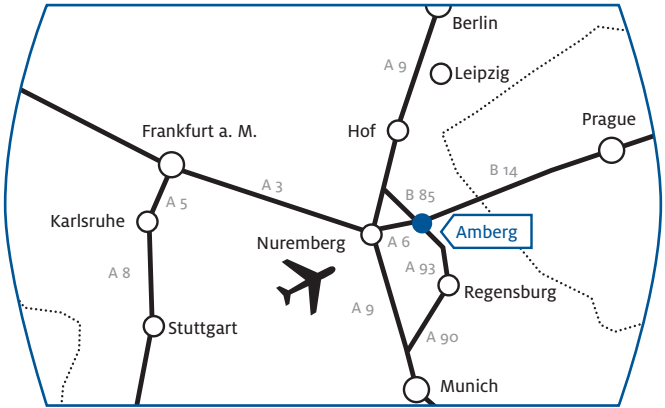 Berlin
A 9
Leipzig
Prague
Frankfurt a. M.
Hof
B 14
A 3
B 85
A 5
Karlsruhe
Amberg
Nuremberg
A 6
A 93
A 8
Regensburg
A 9
Stuttgart
A 90
Munich